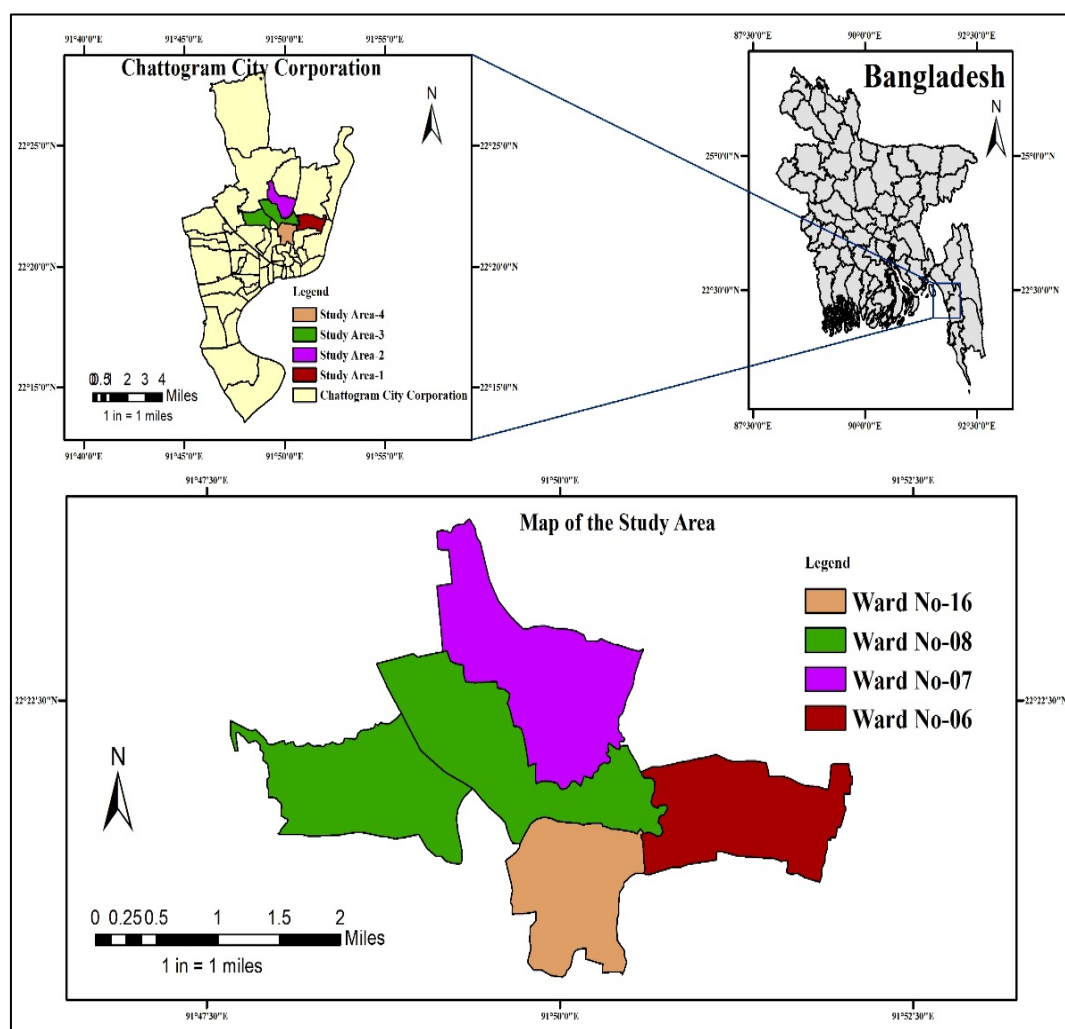 91°40'0"E 91°45'0"E 91°50'0"E 91°55'0"E
Chattogram City Corporation
N
22°25'0"N 22°25'0"N
22°20'0"N 22°20'0"N
22°15'0"N 22°15'0"N
Legend
Study Area-4
Study Area-3
Study Area-2
Study Area-1
Chattogram City Corporation
0 0.5 1 2 3 4
Miles
1 in = 1 miles
91°40'0"E 91°45'0"E 91°50'0"E 91°55'0"E
87°30'0"E 90°0'0"E 92°30'0"E
Bangladesh
N
25°0'0"N 25°0'0"N
22°30'0"N 22°30'0"N
87°30'0"E 90°0'0"E 92°30'0"E
91°47'30"E 91°50'0"E 91°52'30"E
Map of the Study Area
Legend
Ward No-16
Ward No-08
Ward No-07
Ward No-06
22°22'30"N 22°22'30"N
N
0 0.25 0.5 1 1.5 2
Miles
1 in = 1 miles
91°47'30"E 91°50'0"E 91°52'30"E